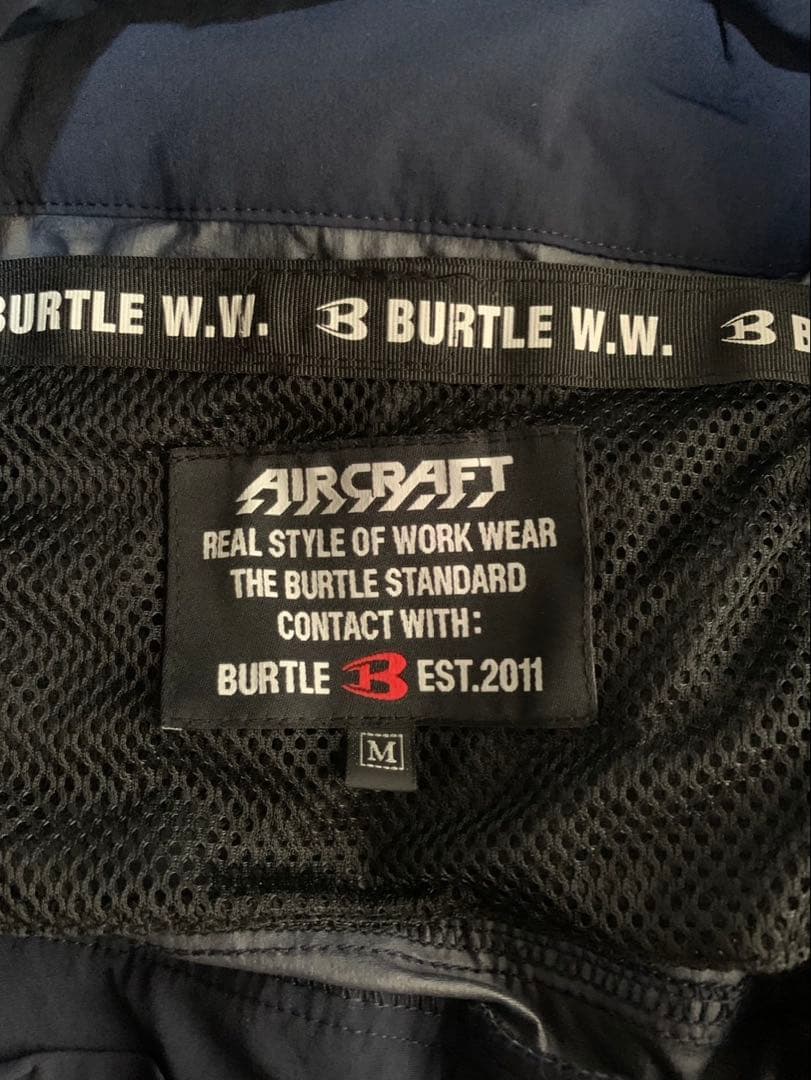 BURTLE W.W. B BURTLE W.W. B B
AIRCRAFT
REAL STYLE OF WORK WEAR
THE BURTLE STANDARD
CONTACT WITH:
BURTLE B EST.2011
M